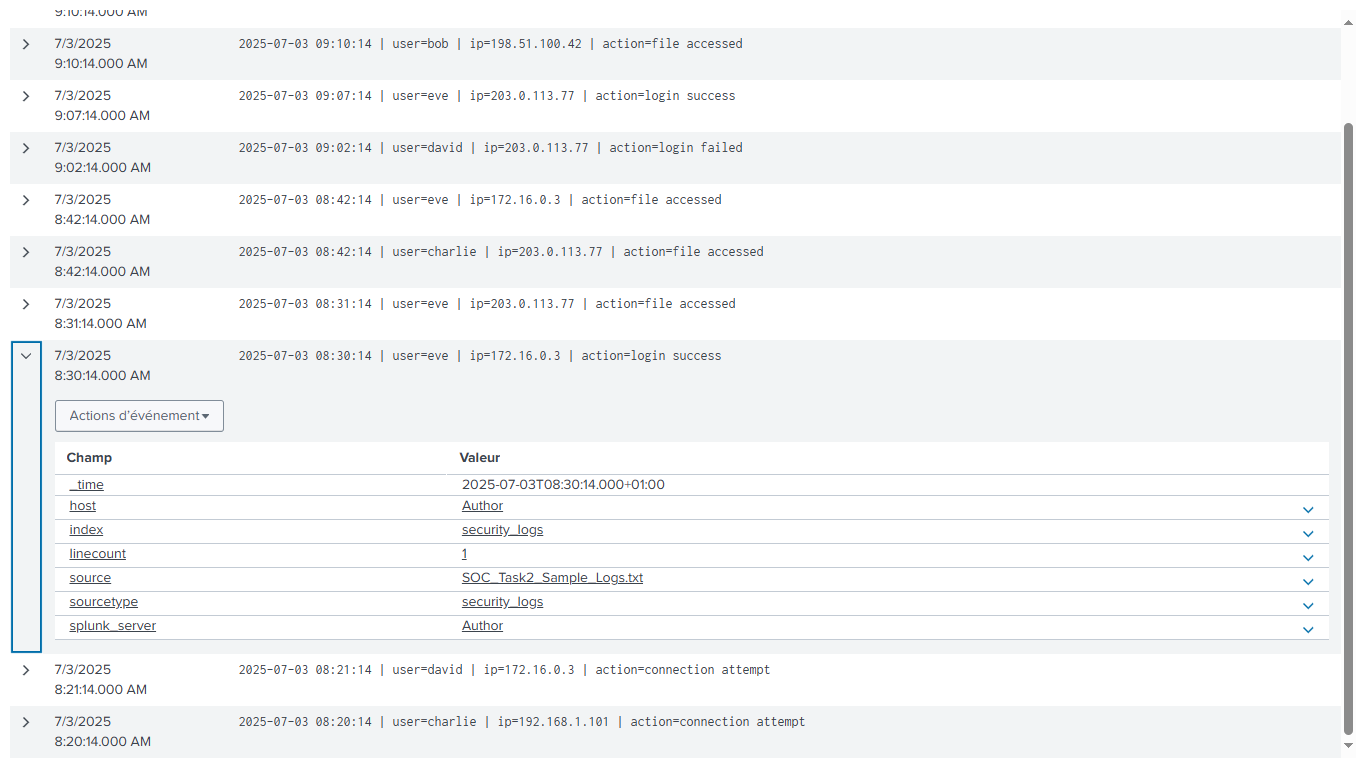 9:10:14.000 AM
7/3/2025 2025-07-03 09:10:14 | user=bob | ip=198.51.100.42 | action=file accessed
9:10:14.000 AM
7/3/2025 2025-07-03 09:07:14 | user=eve | ip=203.0.113.77 | action=login success
9:07:14.000 AM
7/3/2025 2025-07-03 09:02:14 | user=david | ip=203.0.113.77 | action=login failed
9:02:14.000 AM
7/3/2025 2025-07-03 08:42:14 | user=eve | ip=172.16.0.3 | action=file accessed
8:42:14.000 AM
7/3/2025 2025-07-03 08:42:14 | user=charlie | ip=203.0.113.77 | action=file accessed
8:42:14.000 AM
7/3/2025 2025-07-03 08:31:14 | user=eve | ip=203.0.113.77 | action=file accessed
8:31:14.000 AM
7/3/2025 2025-07-03 08:30:14 | user=eve | ip=172.16.0.3 | action=login success
8:30:14.000 AM
Actions d'événement
Champ Valeur
_time 2025-07-03T08:30:14.000+01:00
host Author
index security_logs
linecount 1
source SOC_Task2_Sample_Logs.txt
sourcetype security_logs
splunk_server Author
7/3/2025 2025-07-03 08:21:14 | user=david | ip=172.16.0.3 | action=connection attempt
8:21:14.000 AM
7/3/2025 2025-07-03 08:20:14 | user=charlie | ip=192.168.1.101 | action=connection attempt
8:20:14.000 AM